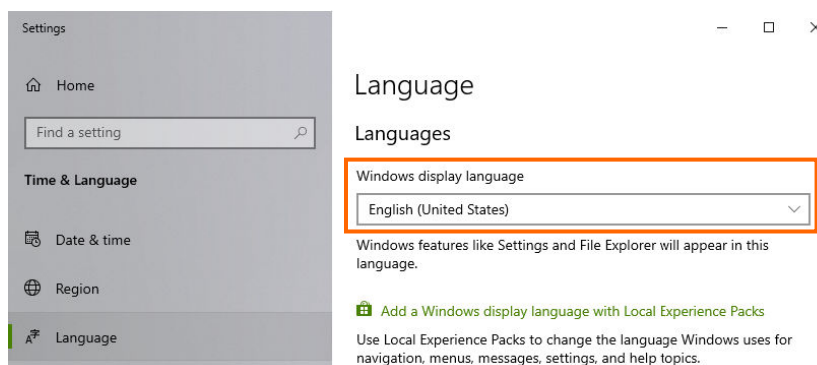 Settings
Home
Find a setting
Time & Language
Date & time
Region
Language
Language
Languages
Windows display language
English (United States)
Windows features like Settings and File Explorer will appear in this
language.
Add a Windows display language with Local Experience Packs
Use Local Experience Packs to change the language Windows uses for
navigation, menus, messages, settings, and help topics.